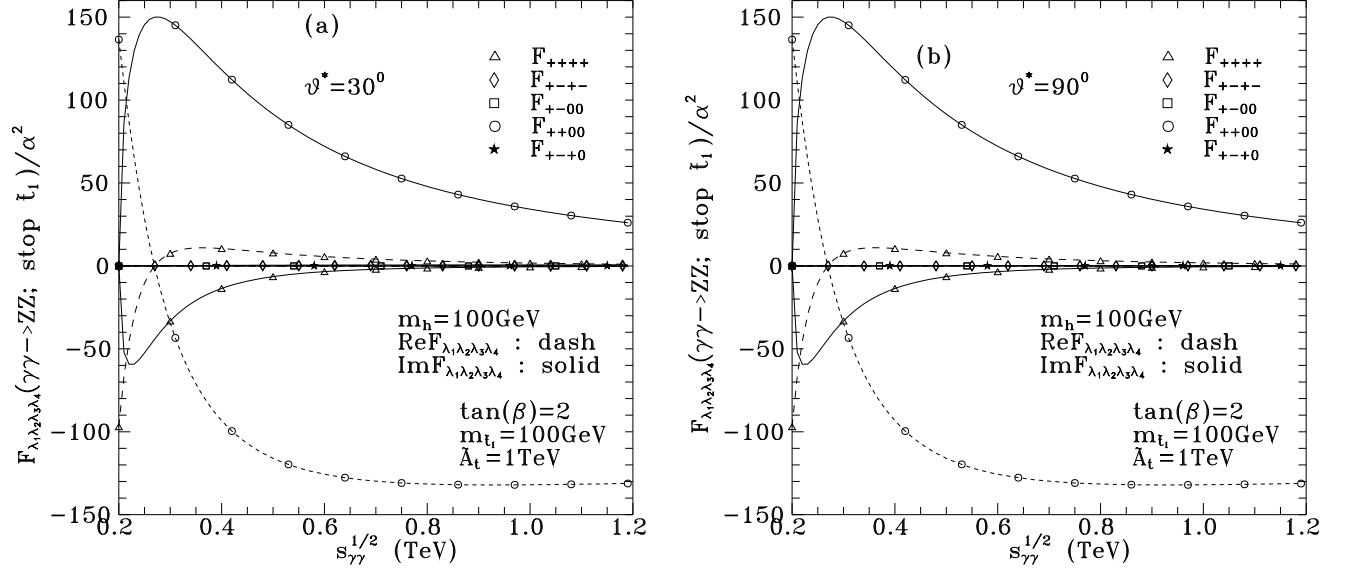 F_{λ₁λ₂λ₃λ₄}(γγ−>ZZ; stop t̃₁)/α²
150
100
50
0
−50
−100
−150
(a)
ϑ*=30⁰
F₊₊₊₊
F₊₋₊₋
F₊₋₀₀
F₊₊₀₀
F₊₋₊₀
m_h=100GeV
ReF_{λ₁λ₂λ₃λ₄} : dash
ImF_{λ₁λ₂λ₃λ₄} : solid
tan(β)=2
m_{t̃₁}=100GeV
Ã_t=1TeV
0.2 0.4 0.6 0.8 1.0 1.2
s_{γγ}^{1/2} (TeV)
F_{λ₁λ₂λ₃λ₄}(γγ−>ZZ; stop t̃₁)/α²
150
100
50
0
−50
−100
−150
(b)
ϑ*=90⁰
F₊₊₊₊
F₊₋₊₋
F₊₋₀₀
F₊₊₀₀
F₊₋₊₀
m_h=100GeV
ReF_{λ₁λ₂λ₃λ₄} : dash
ImF_{λ₁λ₂λ₃λ₄} : solid
tan(β)=2
m_{t̃₁}=100GeV
Ã_t=1TeV
0.2 0.4 0.6 0.8 1.0 1.2
s_{γγ}^{1/2} (TeV)